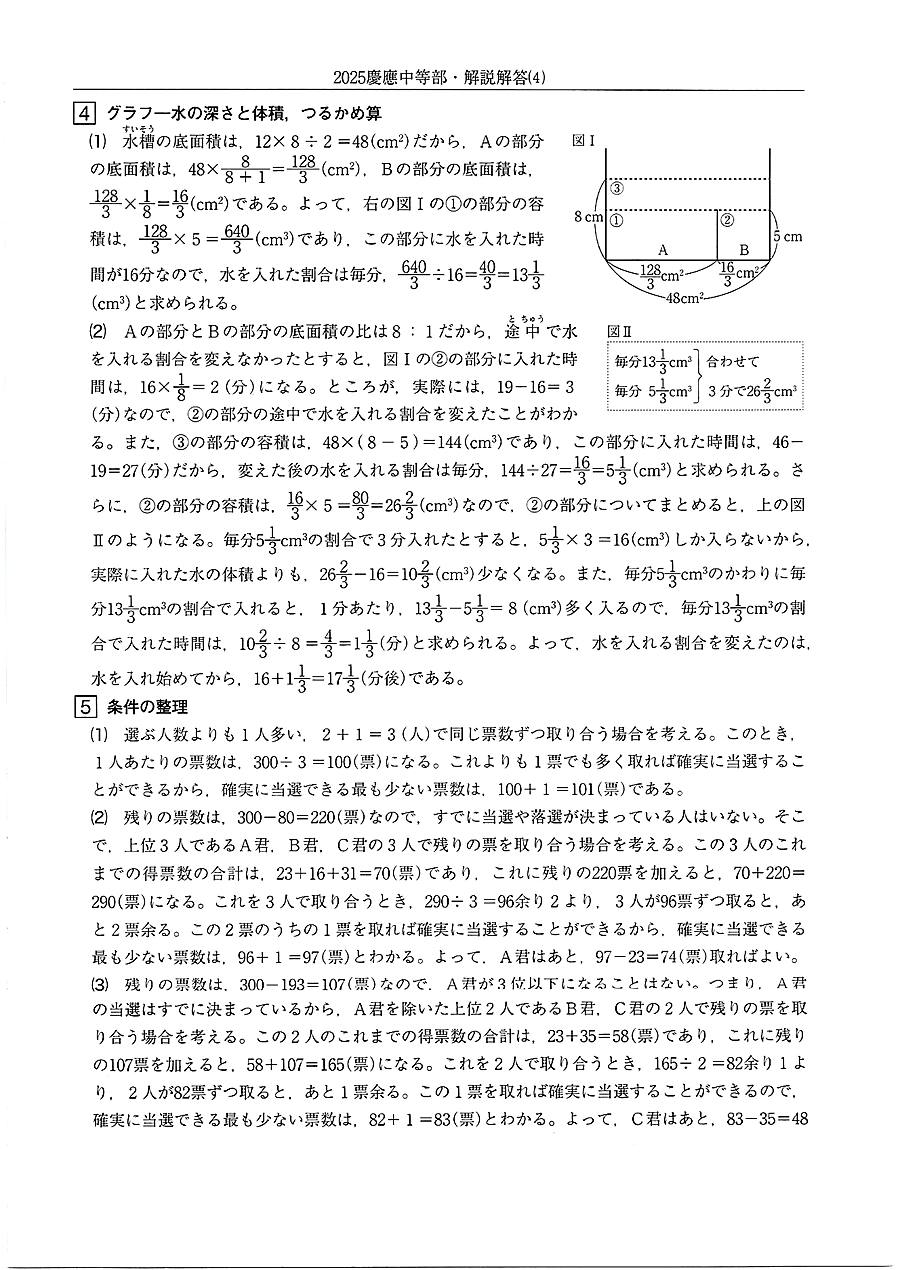 2025慶應中等部・解説解答(4)
4 グラフ―水の深さと体積，つるかめ算
(1) 水槽の底面積は，12×8÷2=48(cm²)だから，Aの部分
すいそう
の底面積は，48×8/(8+1)=128/3(cm²)，Bの部分の底面積は，
128/3×1/8=16/3(cm²)である。よって，右の図Ⅰの①の部分の容
積は，128/3×5=640/3(cm³)であり，この部分に水を入れた時
間が16分なので，水を入れた割合は毎分，640/3÷16=40/3=13 1/3
(cm³)と求められる。
図Ⅰ
③
8cm
①
②
5cm
A
B
128/3cm²
16/3cm²
48cm²
(2) Aの部分とBの部分の底面積の比は8：1だから，途中で水
とちゅう
を入れる割合を変えなかったとすると，図Ⅰの②の部分に入れた時
間は，16×1/8=2(分)になる。ところが，実際には，19−16=3
(分)なので，②の部分の途中で水を入れる割合を変えたことがわか
図Ⅱ
毎分13 1/3cm³
毎分 5 1/3cm³
合わせて
3分で26 2/3cm³
る。また，③の部分の容積は，48×(8−5)=144(cm³)であり，この部分に入れた時間は，46−
19=27(分)だから，変えた後の水を入れる割合は毎分，144÷27=16/3=5 1/3(cm³)と求められる。さ
らに，②の部分の容積は，16/3×5=80/3=26 2/3(cm³)なので，②の部分についてまとめると，上の図
Ⅱのようになる。毎分5 1/3cm³の割合で3分入れたとすると，5 1/3×3=16(cm³)しか入らないから，
実際に入れた水の体積よりも，26 2/3−16=10 2/3(cm³)少なくなる。また，毎分5 1/3cm³のかわりに毎
分13 1/3cm³の割合で入れると，1分あたり，13 1/3−5 1/3=8(cm³)多く入るので，毎分13 1/3cm³の割
合で入れた時間は，10 2/3÷8=4/3=1 1/3(分)と求められる。よって，水を入れる割合を変えたのは，
水を入れ始めてから，16+1 1/3=17 1/3(分後)である。
5 条件の整理
(1) 選ぶ人数よりも1人多い，2+1=3(人)で同じ票数ずつ取り合う場合を考える。このとき，
1人あたりの票数は，300÷3=100(票)になる。これよりも1票でも多く取れば確実に当選するこ
とができるから，確実に当選できる最も少ない票数は，100+1=101(票)である。
(2) 残りの票数は，300−80=220(票)なので，すでに当選や落選が決まっている人はいない。そこ
で，上位3人であるA君，B君，C君の3人で残りの票を取り合う場合を考える。この3人のこれ
までの得票数の合計は，23+16+31=70(票)であり，これに残りの220票を加えると，70+220=
290(票)になる。これを3人で取り合うとき，290÷3=96余り2より，3人が96票ずつ取ると，あ
と2票余る。この2票のうちの1票を取れば確実に当選することができるから，確実に当選できる
最も少ない票数は，96+1=97(票)とわかる。よって，A君はあと，97−23=74(票)取ればよい。
(3) 残りの票数は，300−193=107(票)なので，A君が3位以下になることはない。つまり，A君
の当選はすでに決まっているから，A君を除いた上位2人であるB君，C君の2人で残りの票を取
り合う場合を考える。この2人のこれまでの得票数の合計は，23+35=58(票)であり，これに残り
の107票を加えると，58+107=165(票)になる。これを2人で取り合うとき，165÷2=82余り1よ
り，2人が82票ずつ取ると，あと1票余る。この1票を取れば確実に当選することができるので，
確実に当選できる最も少ない票数は，82+1=83(票)とわかる。よって，C君はあと，83−35=48